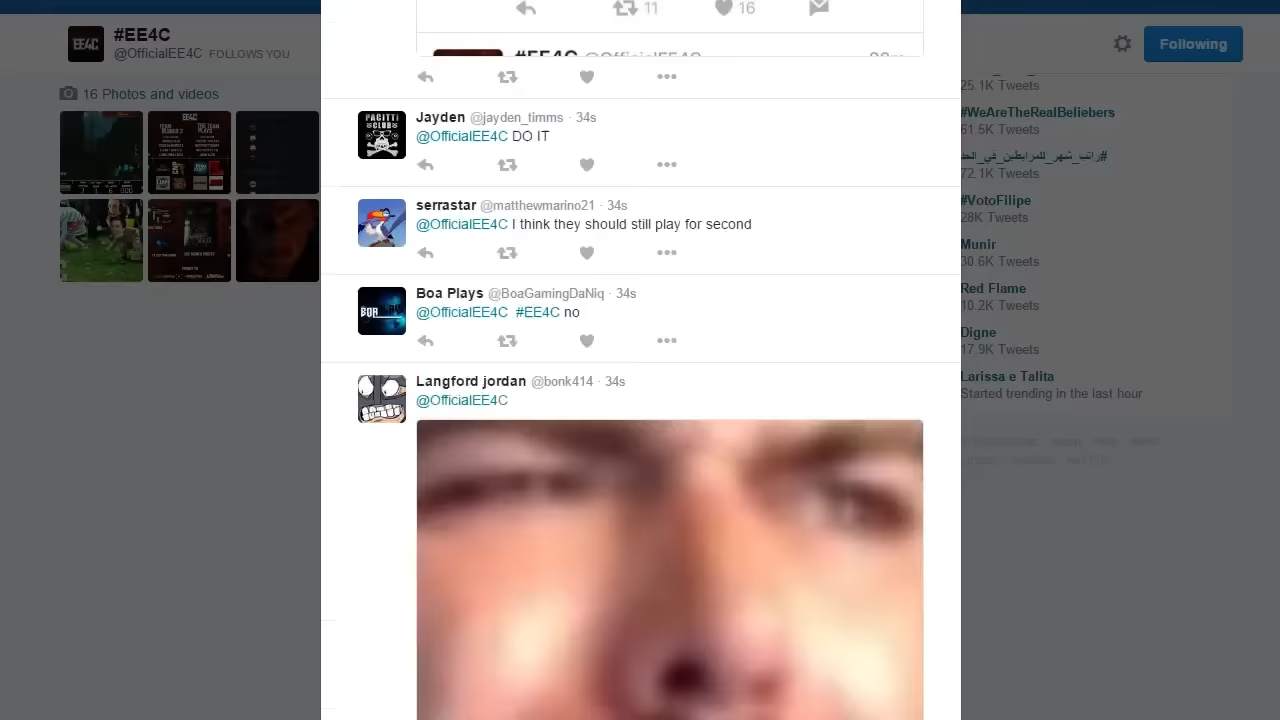 #EE4C
@OfficialEE4C FOLLOWS YOU
16 Photos and videos
11
16
#EE4C @OfficialEE4C
Jayden @jayden_timms · 34s
@OfficialEE4C DO IT
serrastar @matthewmarino21 · 34s
@OfficialEE4C I think they should still play for second
Boa Plays @BoaGamingDaNiq · 34s
@OfficialEE4C #EE4C no
Langford jordan @bonk414 · 34s
@OfficialEE4C
Following
25.1K Tweets
#WeAreTheRealBeliebers
61.5K Tweets
#راتب_شهر_للمرابطين_في_الحد
72.1K Tweets
#VotoFilipe
28K Tweets
Munir
30.6K Tweets
Red Flame
10.2K Tweets
Digne
17.9K Tweets
Larissa e Talita
Started trending in the last hour